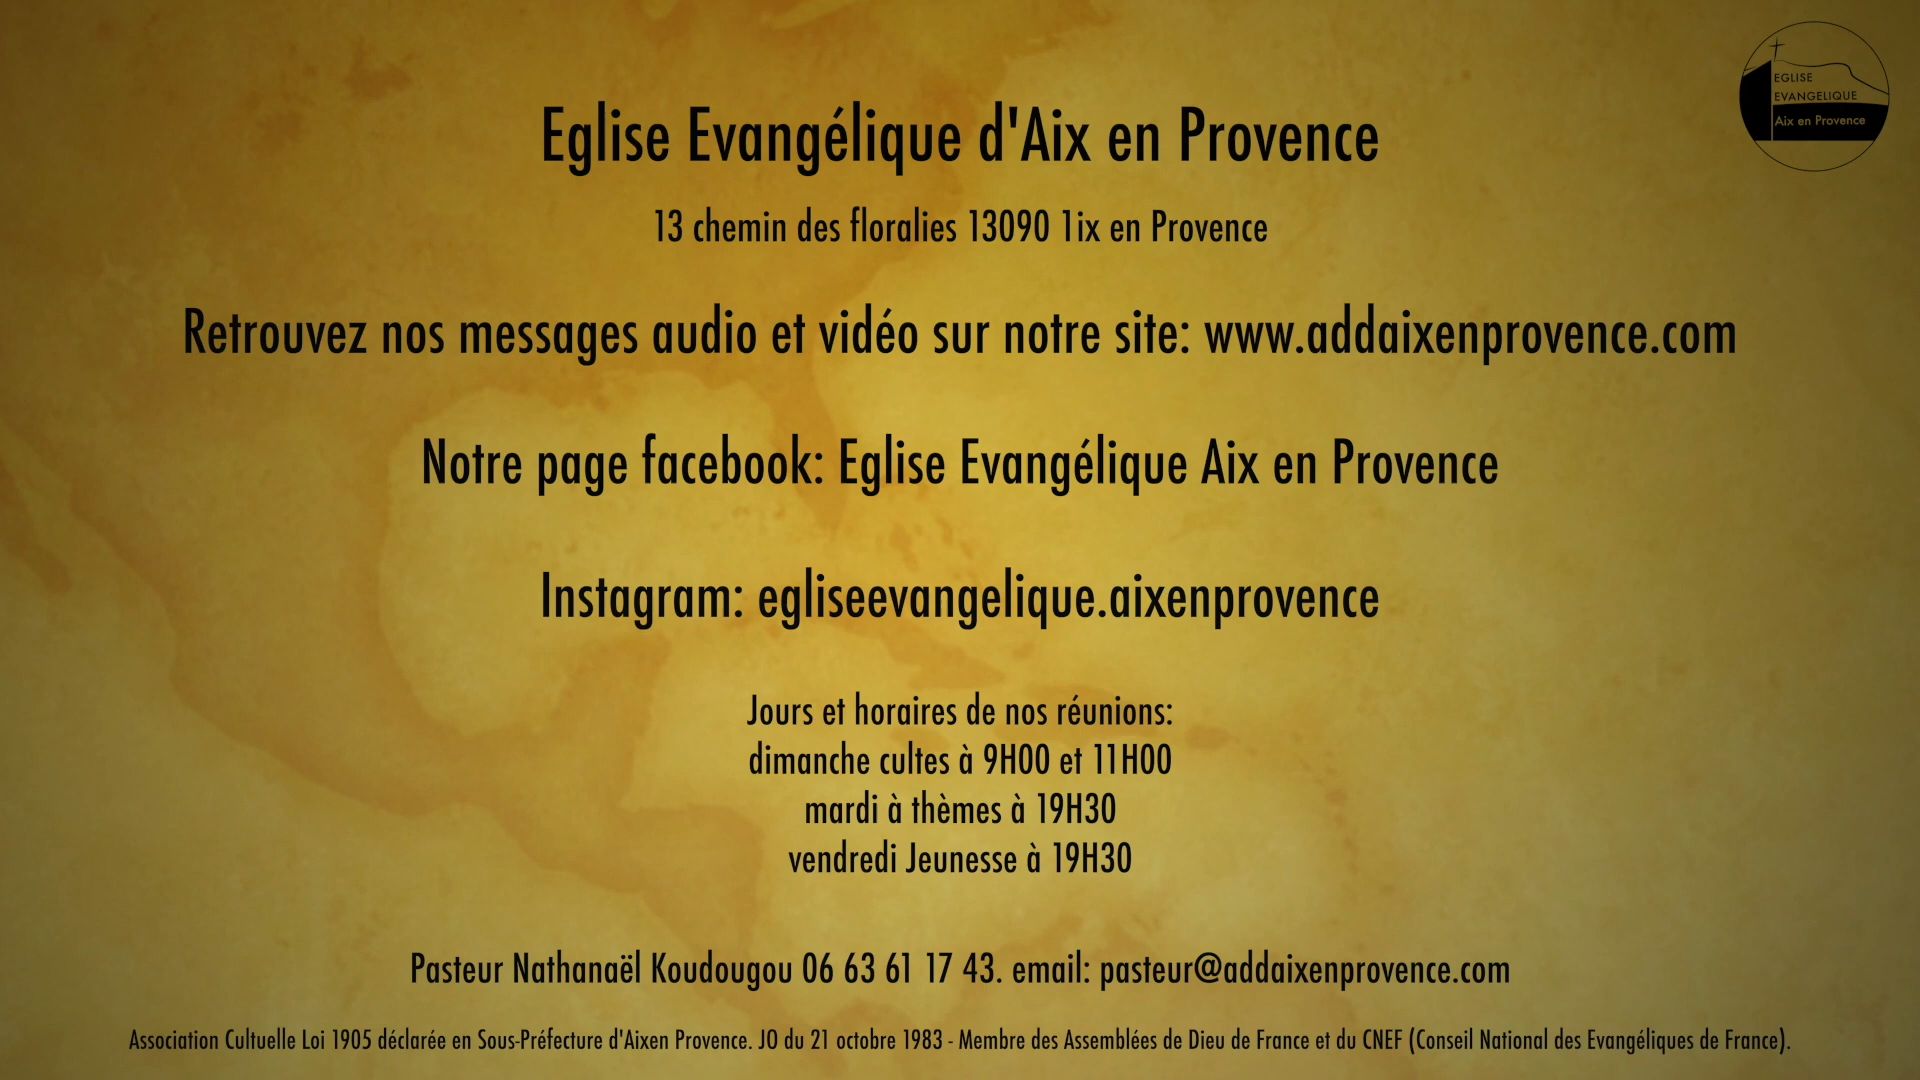 EGLISE
EVANGELIQUE
Aix en Provence
Eglise Evangélique d'Aix en Provence
13 chemin des floralies 13090 1ix en Provence
Retrouvez nos messages audio et vidéo sur notre site: www.addaixenprovence.com
Notre page facebook: Eglise Evangélique Aix en Provence
Instagram: egliseevangelique.aixenprovence
Jours et horaires de nos réunions:
dimanche cultes à 9H00 et 11H00
mardi à thèmes à 19H30
vendredi Jeunesse à 19H30
Pasteur Nathanaël Koudougou 06 63 61 17 43. email: pasteur@addaixenprovence.com
Association Cultuelle Loi 1905 déclarée en Sous-Préfecture d'Aixen Provence. JO du 21 octobre 1983 - Membre des Assemblées de Dieu de France et du CNEF (Conseil National des Evangéliques de France).